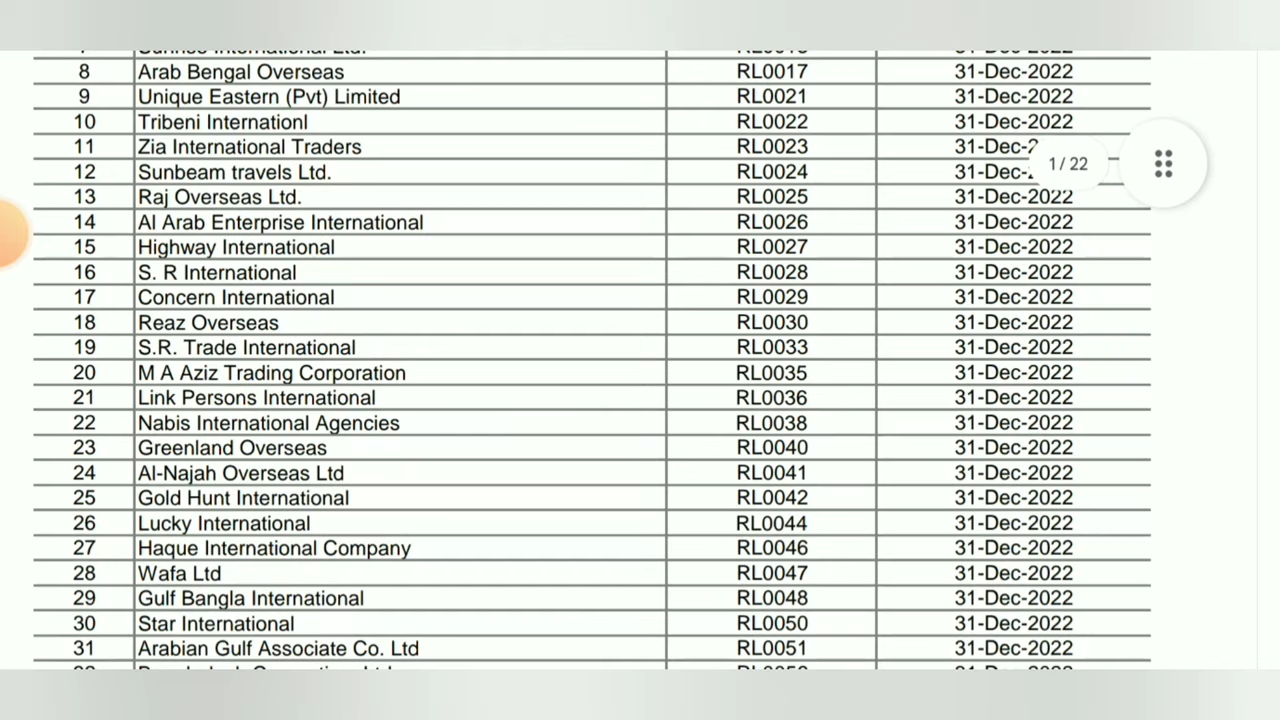 8 Arab Bengal Overseas RL0017 31-Dec-2022
9 Unique Eastern (Pvt) Limited RL0021 31-Dec-2022
10 Tribeni Internationl RL0022 31-Dec-2022
11 Zia International Traders RL0023 31-Dec-2
12 Sunbeam travels Ltd. RL0024 31-Dec-
1 / 22
13 Raj Overseas Ltd. RL0025 31-Dec-2022
14 Al Arab Enterprise International RL0026 31-Dec-2022
15 Highway International RL0027 31-Dec-2022
16 S. R International RL0028 31-Dec-2022
17 Concern International RL0029 31-Dec-2022
18 Reaz Overseas RL0030 31-Dec-2022
19 S.R. Trade International RL0033 31-Dec-2022
20 M A Aziz Trading Corporation RL0035 31-Dec-2022
21 Link Persons International RL0036 31-Dec-2022
22 Nabis International Agencies RL0038 31-Dec-2022
23 Greenland Overseas RL0040 31-Dec-2022
24 Al-Najah Overseas Ltd RL0041 31-Dec-2022
25 Gold Hunt International RL0042 31-Dec-2022
26 Lucky International RL0044 31-Dec-2022
27 Haque International Company RL0046 31-Dec-2022
28 Wafa Ltd RL0047 31-Dec-2022
29 Gulf Bangla International RL0048 31-Dec-2022
30 Star International RL0050 31-Dec-2022
31 Arabian Gulf Associate Co. Ltd RL0051 31-Dec-2022